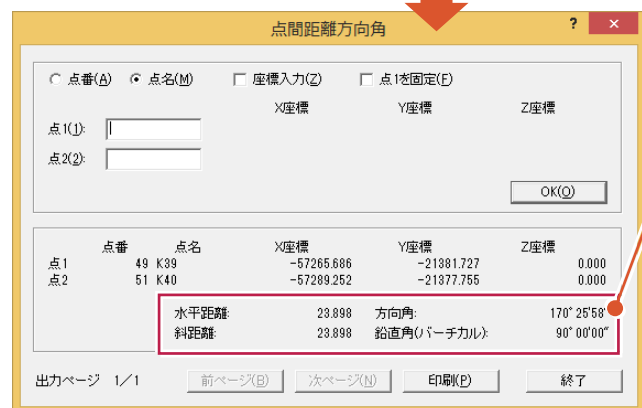 点間距離方向角 ? ×
点番(A) 点名(M) 座標入力(Z) 点1を固定(F)
X座標 Y座標 Z座標
点1(1):
点2(2):
OK(O)
点番 点名 X座標 Y座標 Z座標
点1 49 K39 -57265.686 -21381.727 0.000
点2 51 K40 -57289.252 -21377.755 0.000
水平距離: 23.898 方向角: 170°25'58"
斜距離: 23.898 鉛直角(バーチカル): 90°00'00"
出力ページ 1/1 前ページ(B) 次ページ(N) 印刷(P) 終了